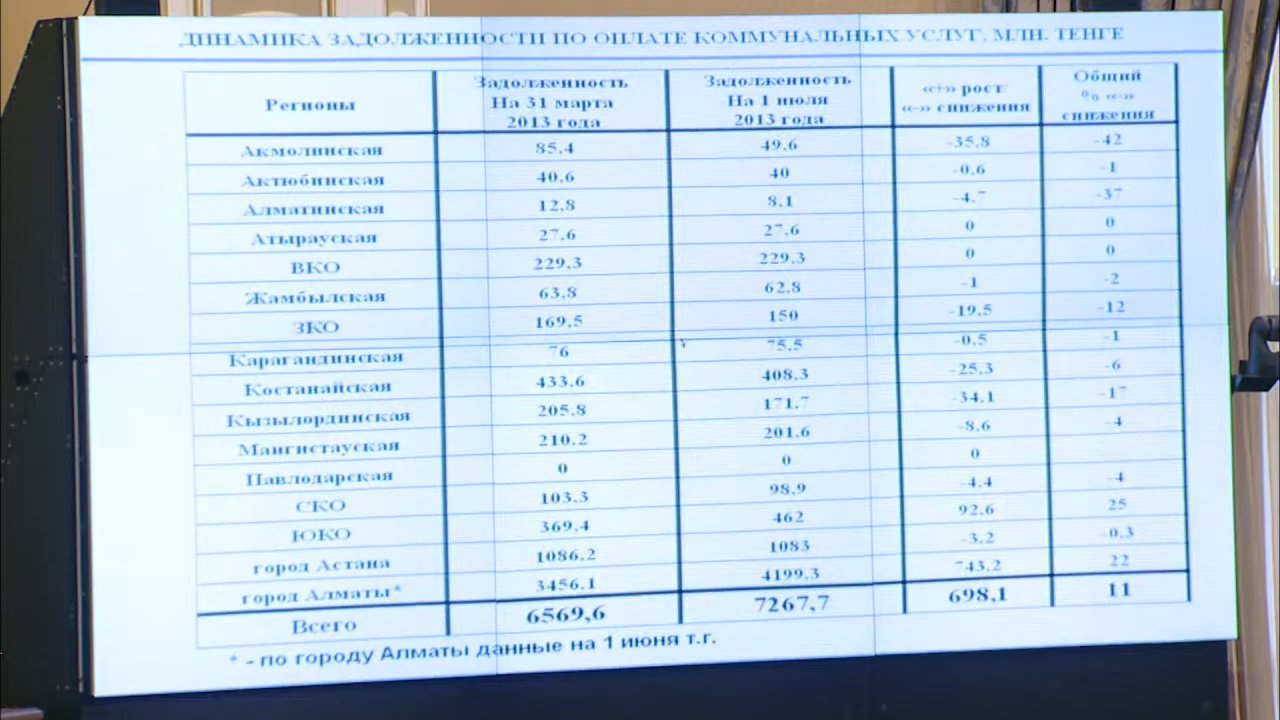 ДИНАМИКА ЗАДОЛЖЕННОСТИ ПО ОПЛАТЕ КОММУНАЛЬНЫХ УСЛУГ, МЛН. ТЕНГЕ
Регионы Задолженность На 31 марта 2013 года Задолженность На 1 июля 2013 года «+» рост «-» снижения Общий % «-» снижения
Акмолинская 85,4 49,6 -35,8 -42
Актюбинская 40,6 40 -0,6 -1
Алматинская 12,8 8,1 -4,7 -37
Атырауская 27,6 27,6 0 0
ВКО 229,3 229,3 0 0
Жамбылская 63,8 62,8 -1 -2
ЗКО 169,5 150 -19,5 -12
Карагандинская 76 75,5 -0,5 -1
Костанайская 433,6 408,3 -25,3 -6
Кызылординская 205,8 171,7 -34,1 -17
Мангистауская 210,2 201,6 -8,6 -4
Павлодарская 0 0 0
СКО 103,3 98,9 -4,4 -4
ЮКО 369,4 462 92,6 25
город Астана 1086,2 1083 -3,2 -0,3
город Алматы* 3456,1 4199,3 743,2 22
Всего 6569,6 7267,7 698,1 11
* - по городу Алматы данные на 1 июня т.г.